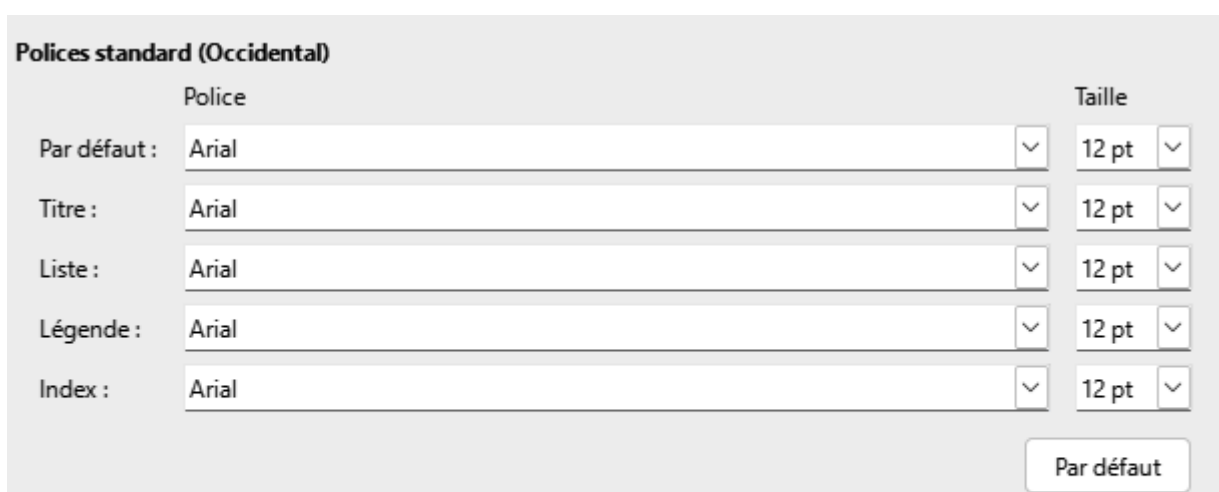 Polices standard (Occidental)
Police Taille
Par défaut : Arial 12 pt
Titre : Arial 12 pt
Liste : Arial 12 pt
Légende : Arial 12 pt
Index : Arial 12 pt
Par défaut